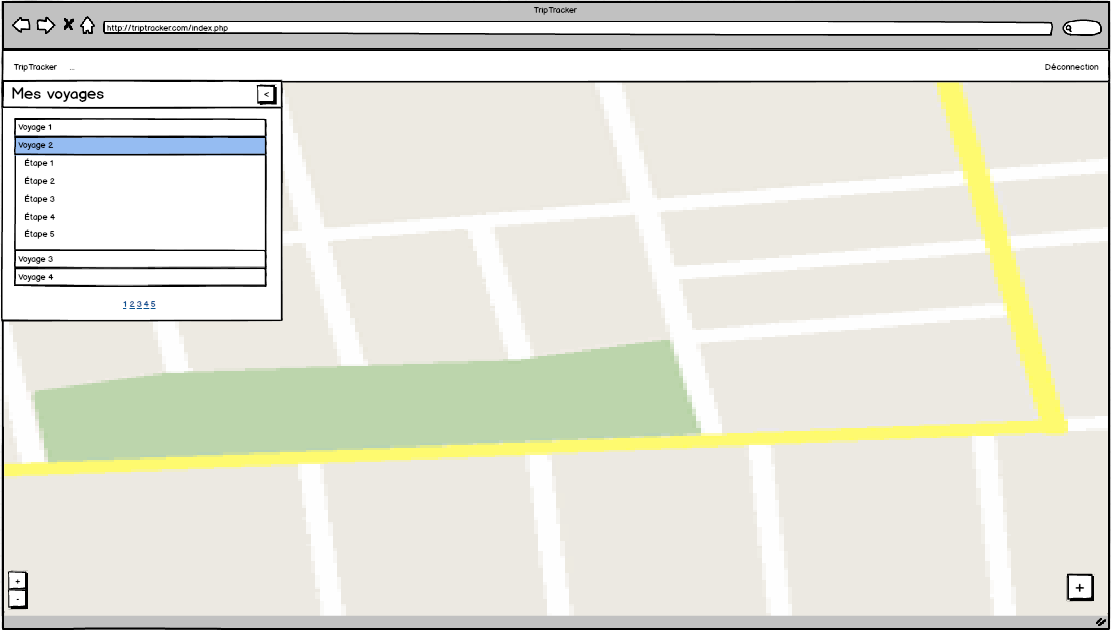 TripTracker
http://triptracker.com/index.php
TripTracker ... Déconnection
Mes voyages <
Voyage 1
Voyage 2
Étape 1
Étape 2
Étape 3
Étape 4
Étape 5
Voyage 3
Voyage 4
1 2 3 4 5
+
-
+